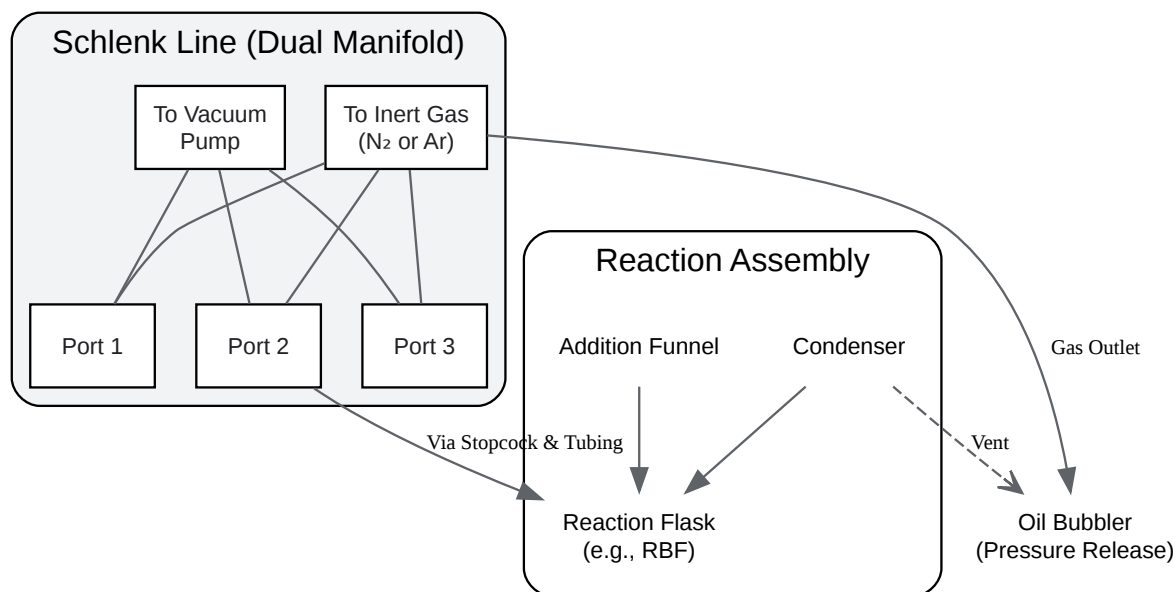 Schlenk Line (Dual Manifold)
To Vacuum
Pump
To Inert Gas
(N₂ or Ar)
Port 1
Port 2
Port 3
Reaction Assembly
Addition Funnel
Condenser
Gas Outlet
Via Stopcock & Tubing
Vent
Reaction Flask
(e.g., RBF)
Oil Bubbler
(Pressure Release)